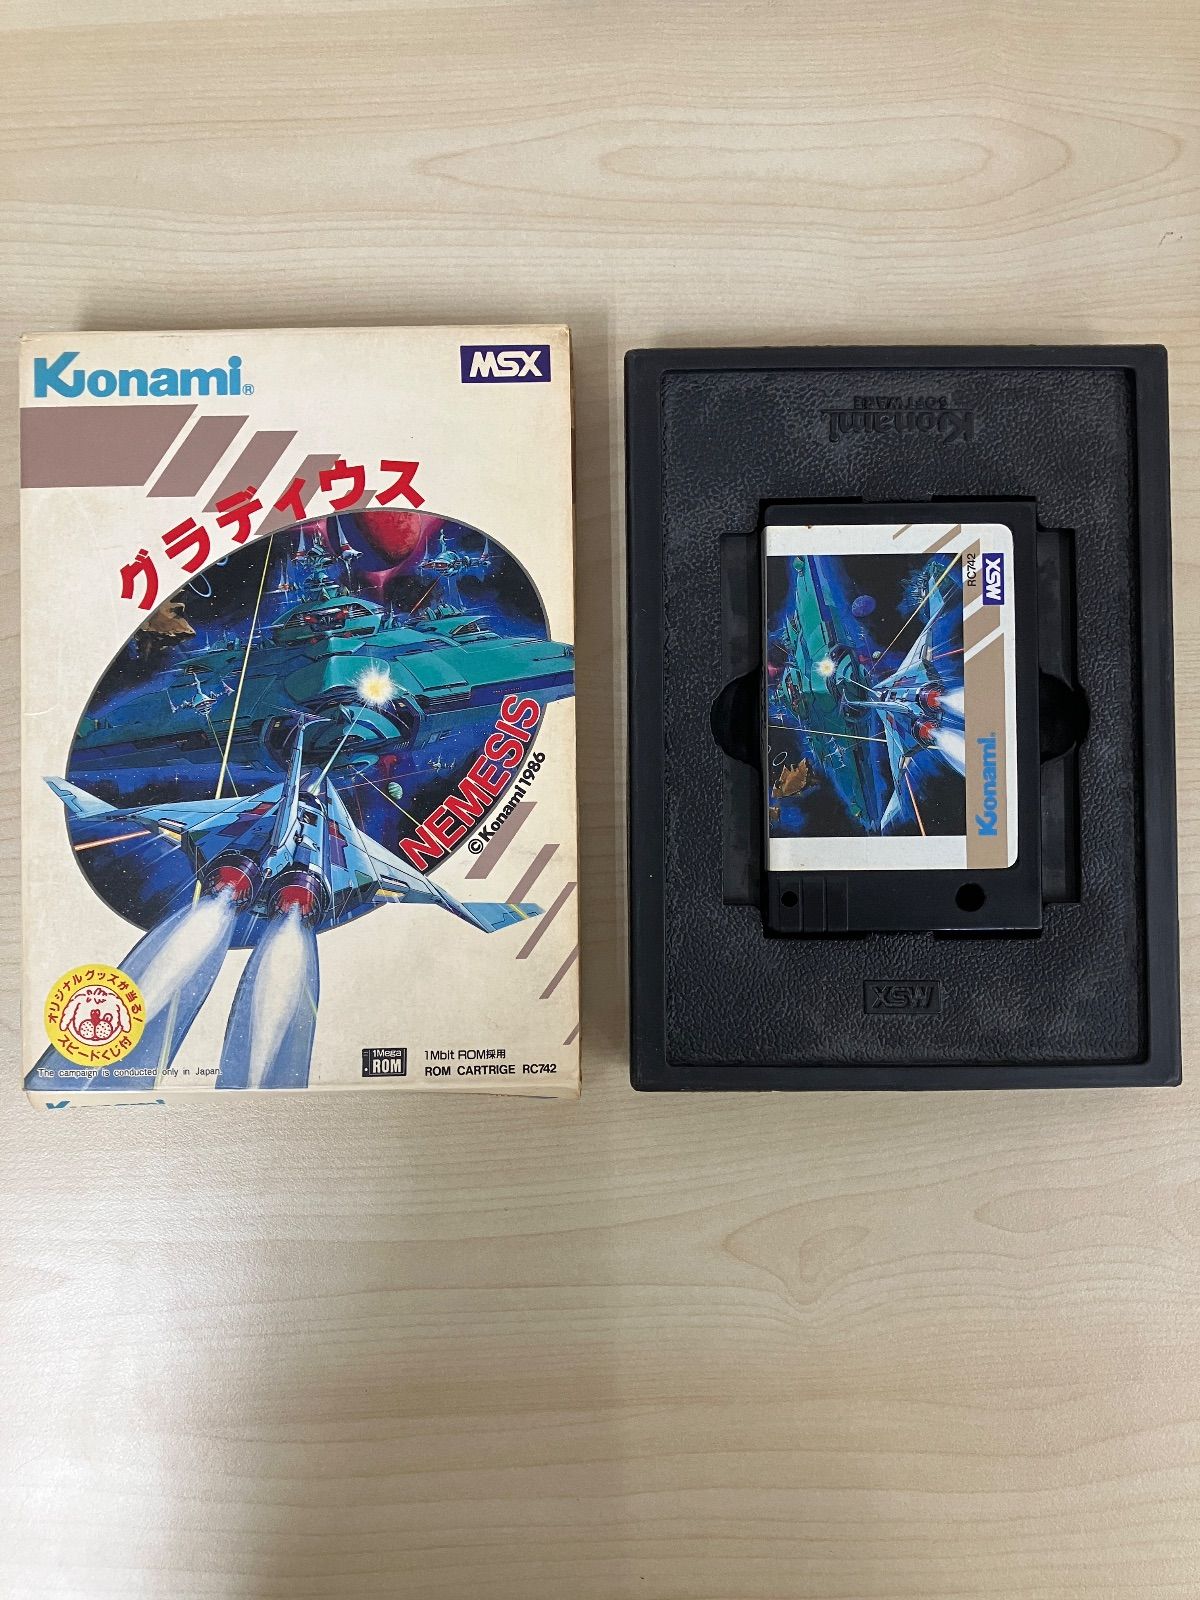 Konami®
MSX
グラディウス
NEMESIS
©Konami 1986
オリジナルグッズが当る!
スピードくじ付
The campaign is conducted only in Japan.
1Mega
ROM
1Mbit ROM採用
ROM CARTRIGE RC742
Konami
Konami
SOFTWARE
RC742
MSX
Konami®
MSX